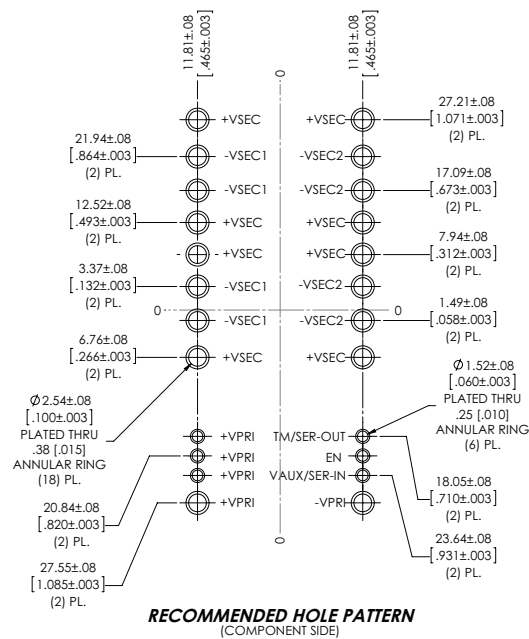 11.81±.08
[.465±.003]
0
11.81±.08
[.465±.003]
+VSEC
+VSEC
27.21±.08
[1.071±.003]
(2) PL.
21.94±.08
[.864±.003]
(2) PL.
-VSEC1
-VSEC2
-VSEC1
-VSEC2
17.09±.08
[.673±.003]
(2) PL.
12.52±.08
[.493±.003]
(2) PL.
+VSEC
+VSEC
+VSEC
+VSEC
7.94±.08
[.312±.003]
(2) PL.
3.37±.08
[.132±.003]
(2) PL.
-VSEC1
-VSEC2
0
0
-VSEC1
-VSEC2
1.49±.08
[.058±.003]
(2) PL.
6.76±.08
[.266±.003]
(2) PL.
+VSEC
+VSEC
Ø2.54±.08
[.100±.003]
PLATED THRU
.38 [.015]
ANNULAR RING
(18) PL.
Ø1.52±.08
[.060±.003]
PLATED THRU
.25 [.010]
ANNULAR RING
(6) PL.
+VPRI
TM/SER-OUT
+VPRI
EN
+VPRI
VAUX/SER-IN
+VPRI
-VPRI
20.84±.08
[.820±.003]
(2) PL.
18.05±.08
[.710±.003]
(2) PL.
27.55±.08
[1.085±.003]
(2) PL.
23.64±.08
[.931±.003]
(2) PL.
0
RECOMMENDED HOLE PATTERN
(COMPONENT SIDE)